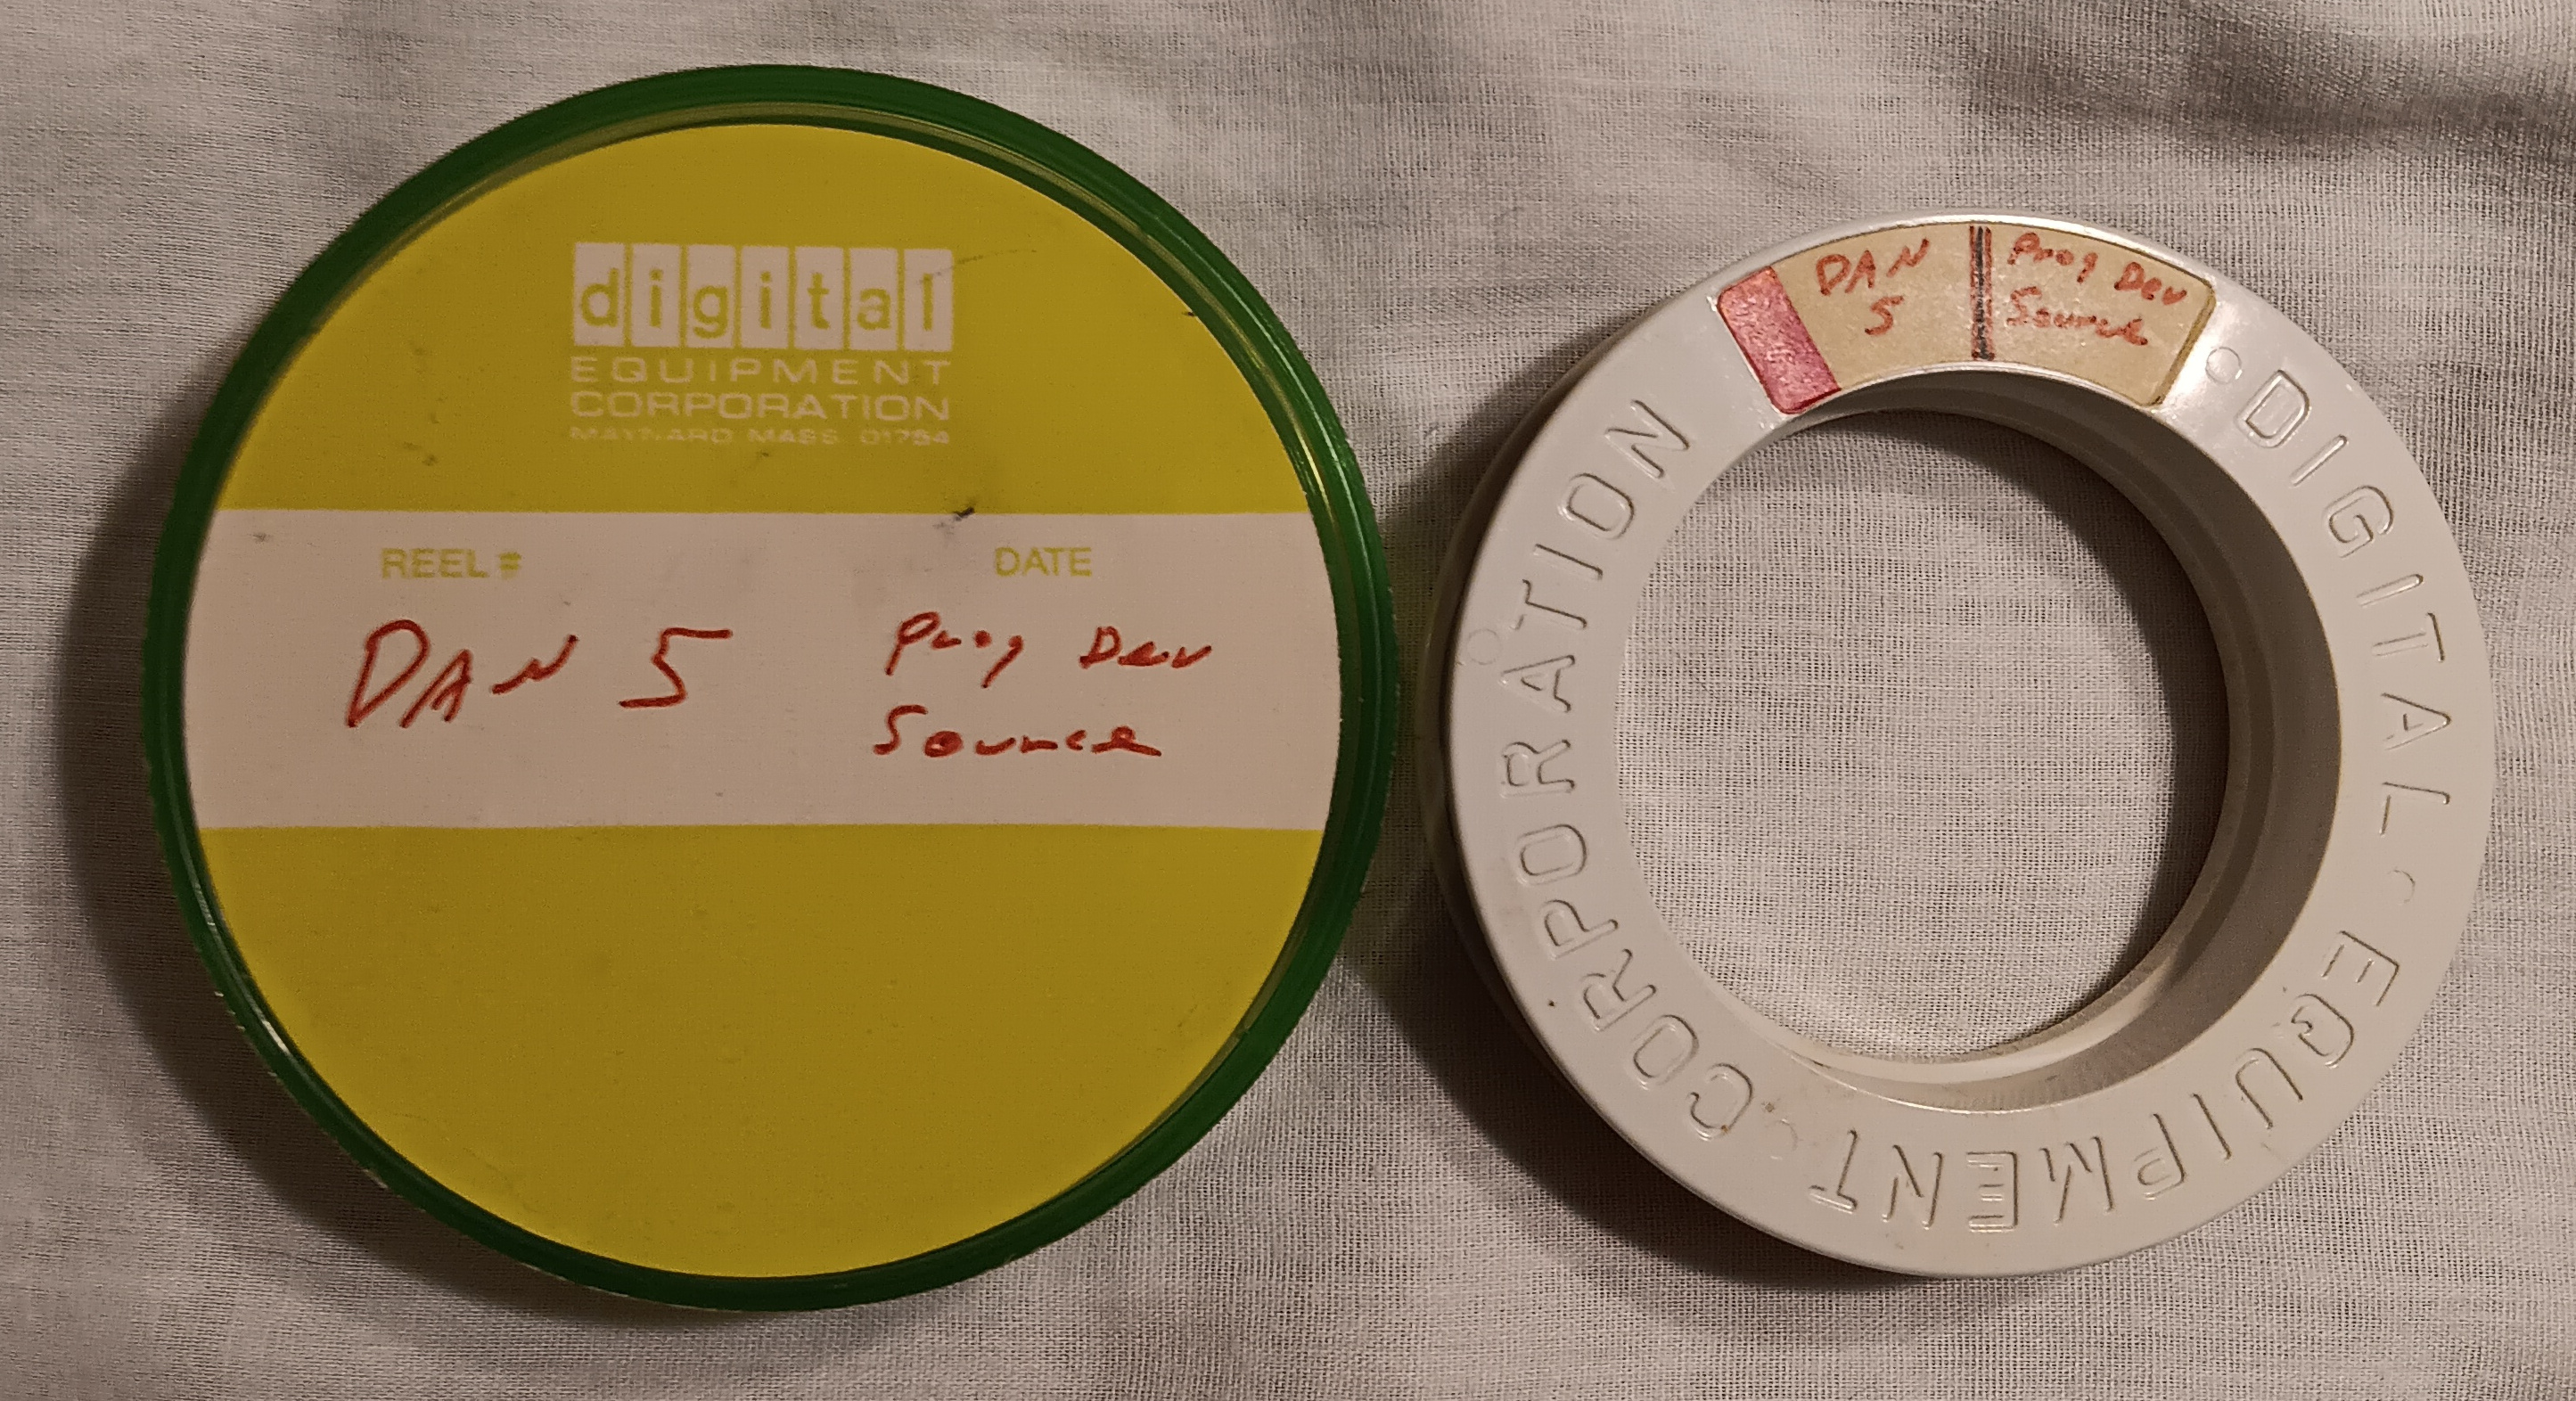 digital
EQUIPMENT
CORPORATION
MAYNARD, MASS. 01754
REEL # DATE
DAN 5
Prog Dev
Source
DAN
5
Prog Dev
Source
DIGITAL • EQUIPMENT • CORPORATION